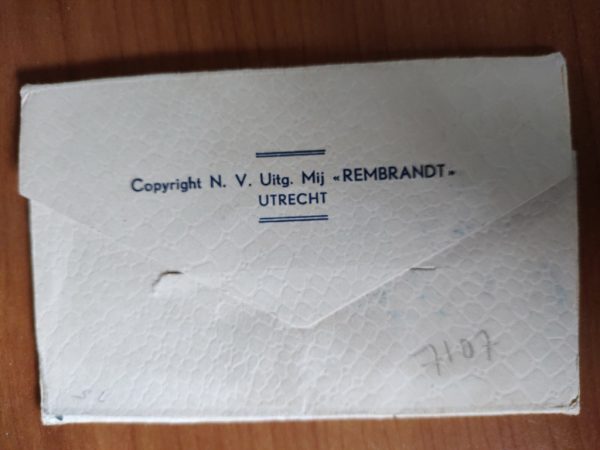 Copyright N. V. Uitg. Mij «REMBRANDT»
UTRECHT
7107